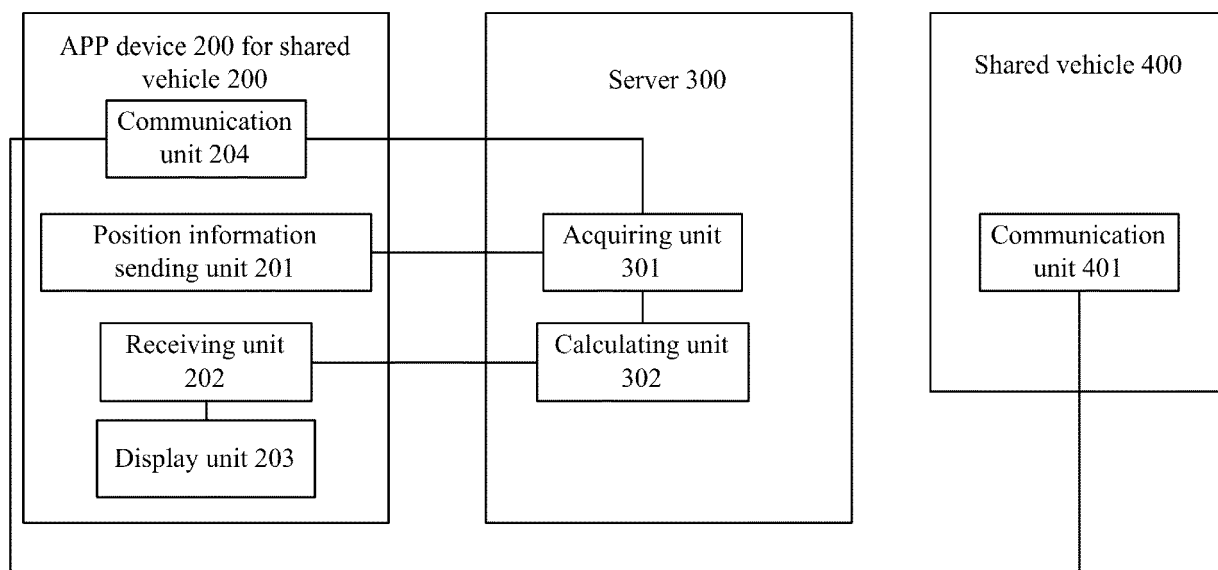 APP device 200 for shared
vehicle 200
Communication
unit 204
Position information
sending unit 201
Receiving unit
202
Display unit 203
Server 300
Acquiring unit
301
Calculating unit
302
Shared vehicle 400
Communication
unit 401